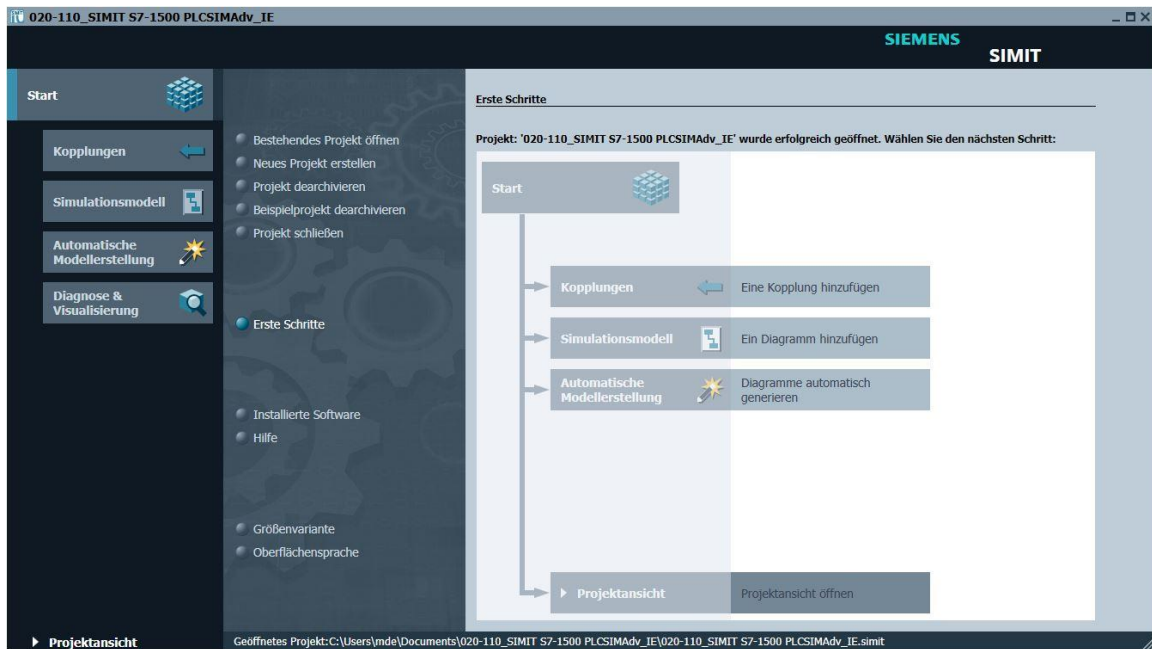 020-110_SIMIT S7-1500 PLCSIMAdv_IE
SIEMENS
SIMIT
Start
Kopplungen
Simulationsmodell
Automatische
Modellerstellung
Diagnose &
Visualisierung
Projektansicht
Bestehendes Projekt öffnen
Neues Projekt erstellen
Projekt dearchivieren
Beispielprojekt dearchivieren
Projekt schließen
Erste Schritte
Installierte Software
Hilfe
Größenvariante
Oberflächensprache
Erste Schritte
Projekt: '020-110_SIMIT S7-1500 PLCSIMAdv_IE' wurde erfolgreich geöffnet. Wählen Sie den nächsten Schritt:
Start
Kopplungen
Eine Kopplung hinzufügen
Simulationsmodell
Ein Diagramm hinzufügen
Automatische
Modellerstellung
Diagramme automatisch
generieren
Projektansicht
Projektansicht öffnen
Geöffnetes Projekt:C:\Users\mde\Documents\020-110_SIMIT S7-1500 PLCSIMAdv_IE\020-110_SIMIT S7-1500 PLCSIMAdv_IE.simit